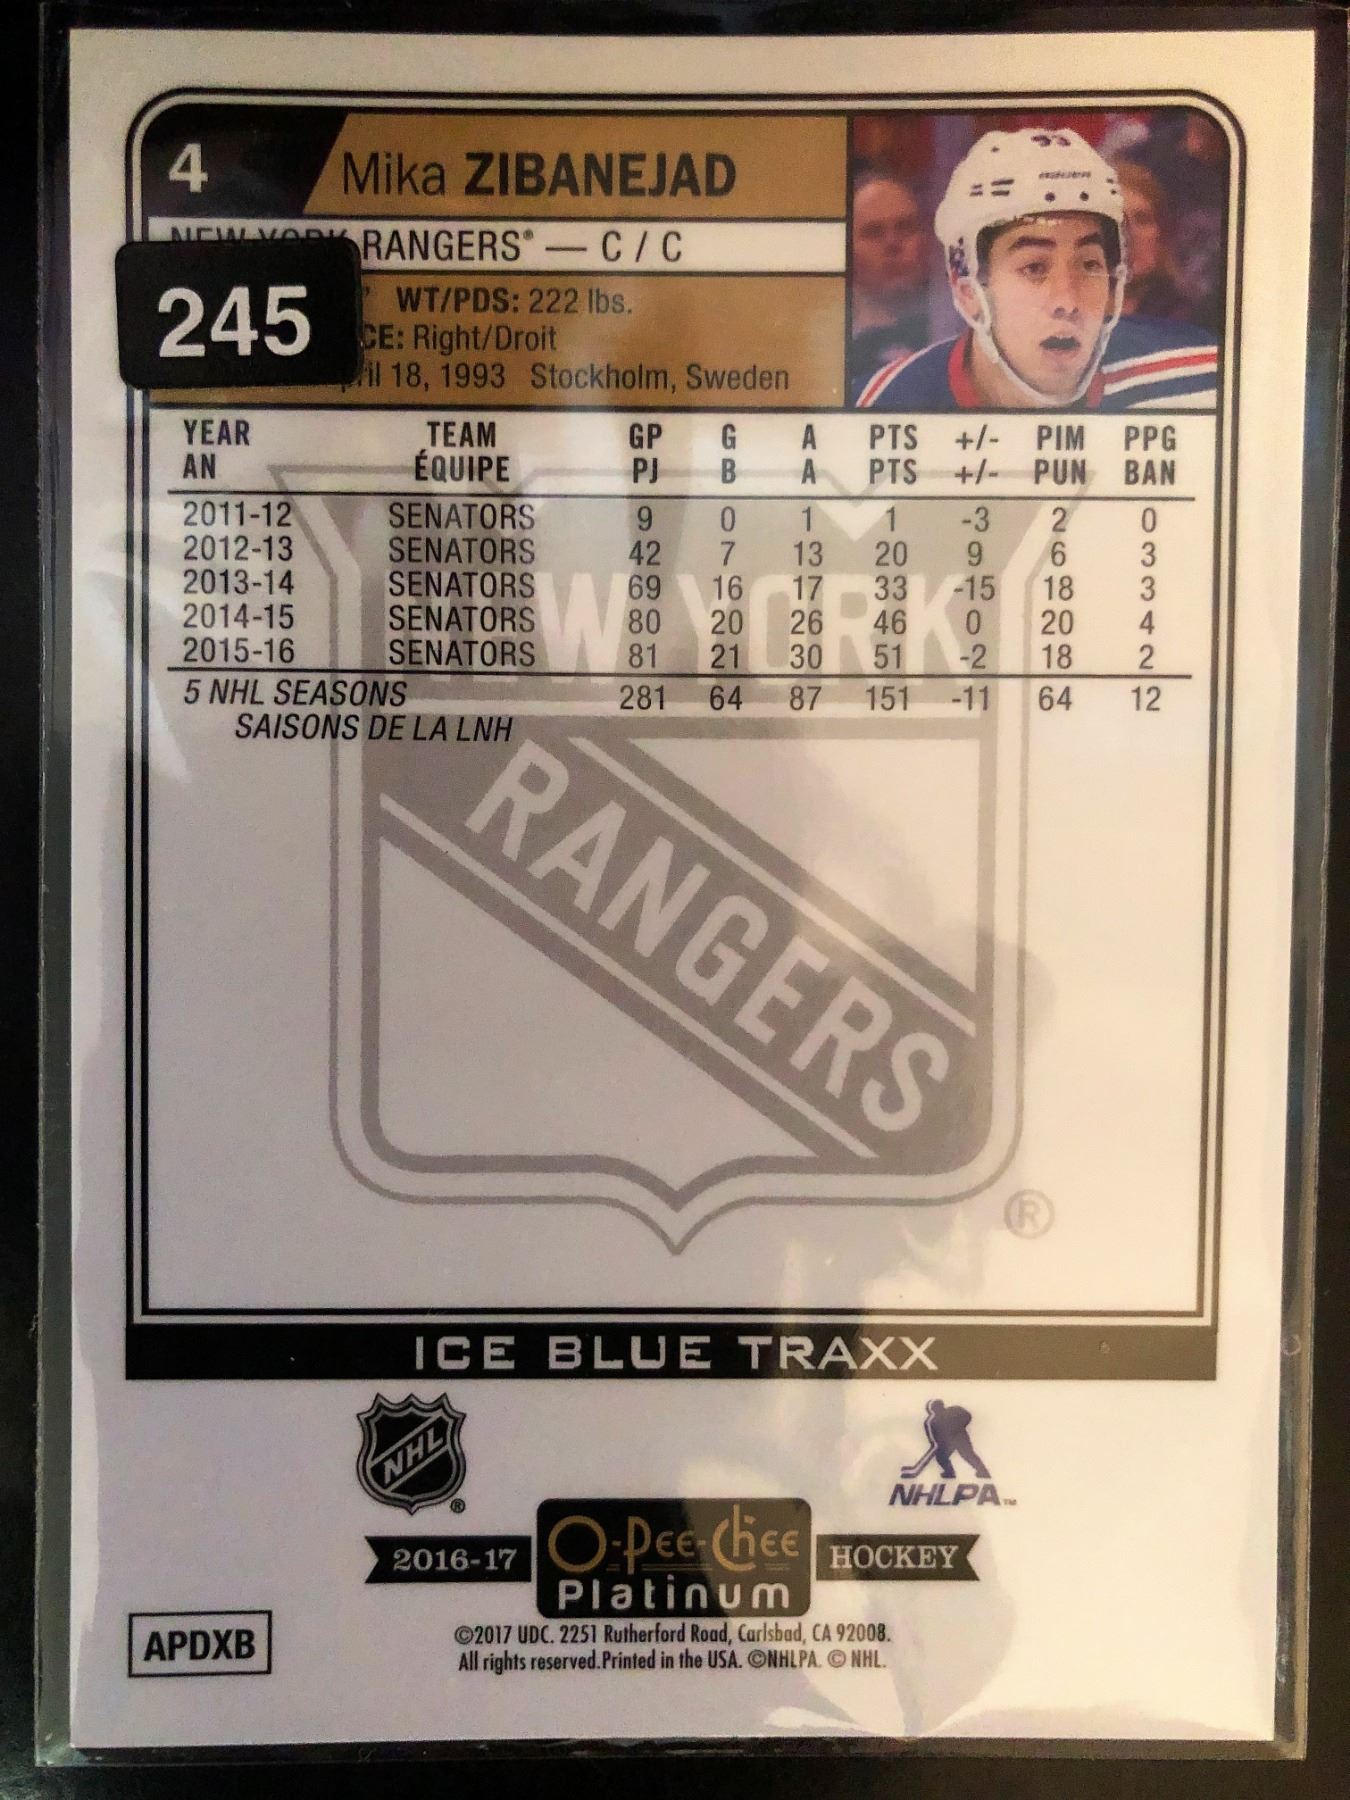 4
Mika ZIBANEJAD
NEW YORK RANGERS® — C / C
245
WT/PDS: 222 lbs.
CE: Right/Droit
April 18, 1993 Stockholm, Sweden
YEAR TEAM GP G A PTS +/- PIM PPG
AN ÉQUIPE PJ B A PTS +/- PUN BAN
2011-12 SENATORS 9 0 1 1 -3 2 0
2012-13 SENATORS 42 7 13 20 9 6 3
2013-14 SENATORS 69 16 17 33 -15 18 3
2014-15 SENATORS 80 20 26 46 0 20 4
2015-16 SENATORS 81 21 30 51 -2 18 2
5 NHL SEASONS 281 64 87 151 -11 64 12
SAISONS DE LA LNH
NEW YORK
RANGERS
®
ICE BLUE TRAXX
NHL ®
NHLPA™
2016-17 O-Pee-Chee HOCKEY
Platinum
APDXB
©2017 UDC. 2251 Rutherford Road, Carlsbad, CA 92008.
All rights reserved.Printed in the USA. ©NHLPA. © NHL.